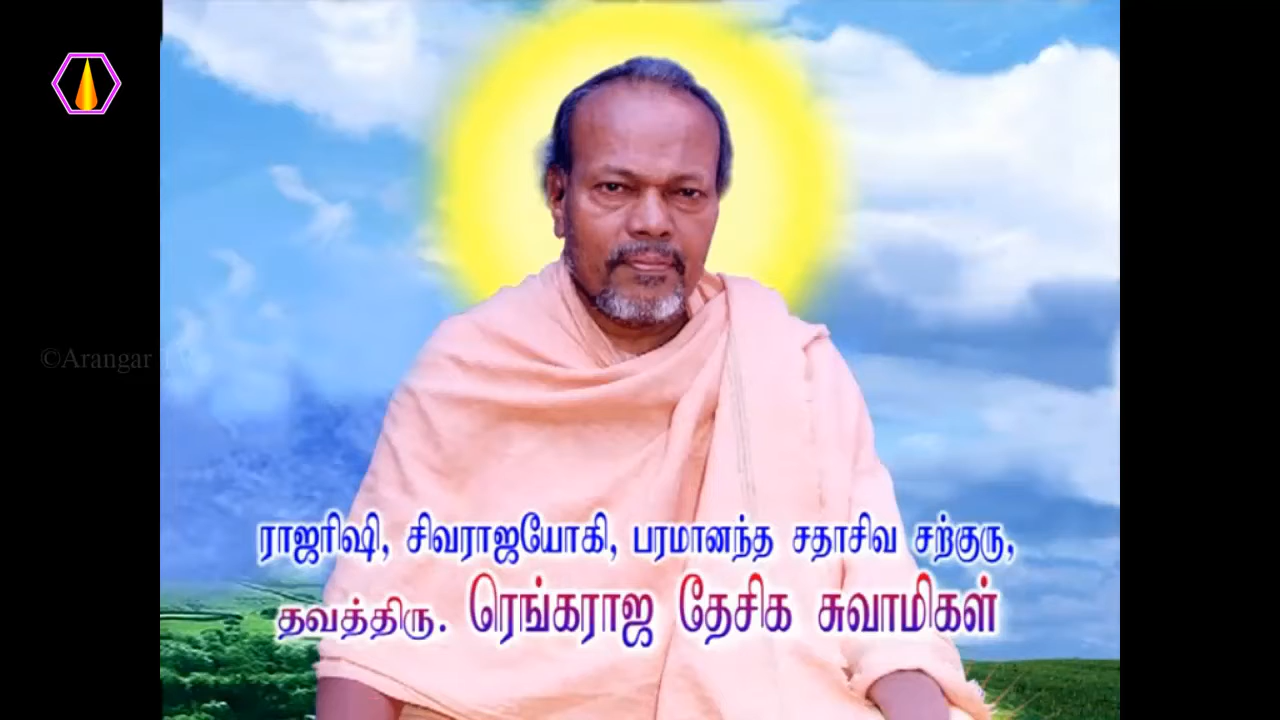 ©Arangar
ராஜரிஷி, சிவராஜயோகி, பரமானந்த சதாசிவ சற்குரு,
தவத்திரு. ரெங்கராஜ தேசிக சுவாமிகள்